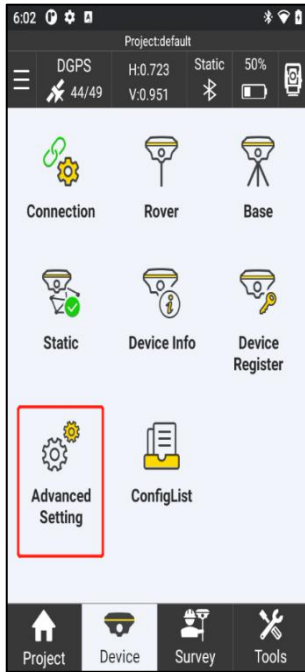 6:02
Project:default
DGPS H:0.723 Static 50%
44/49 V:0.951
Connection Rover Base
Static Device Info Device
Register
Advanced ConfigList
Setting
Project Device Survey Tools